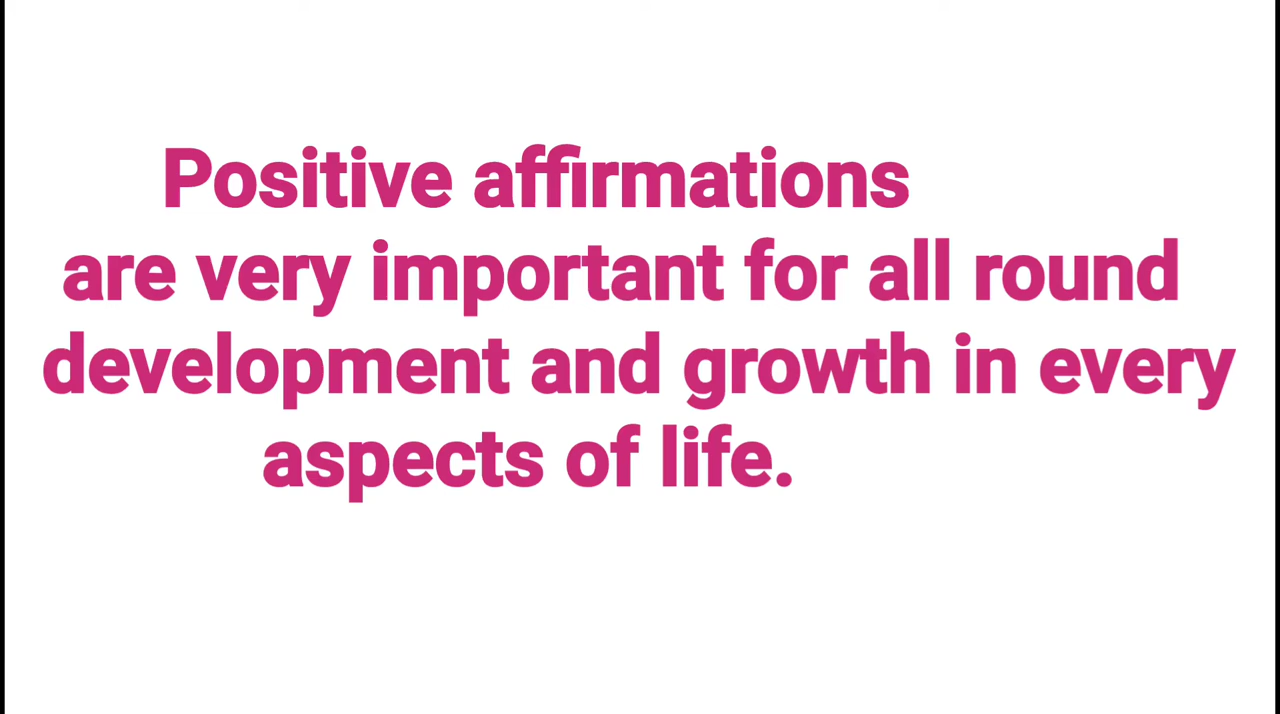 Positive affirmations
are very important for all round
development and growth in every
aspects of life.